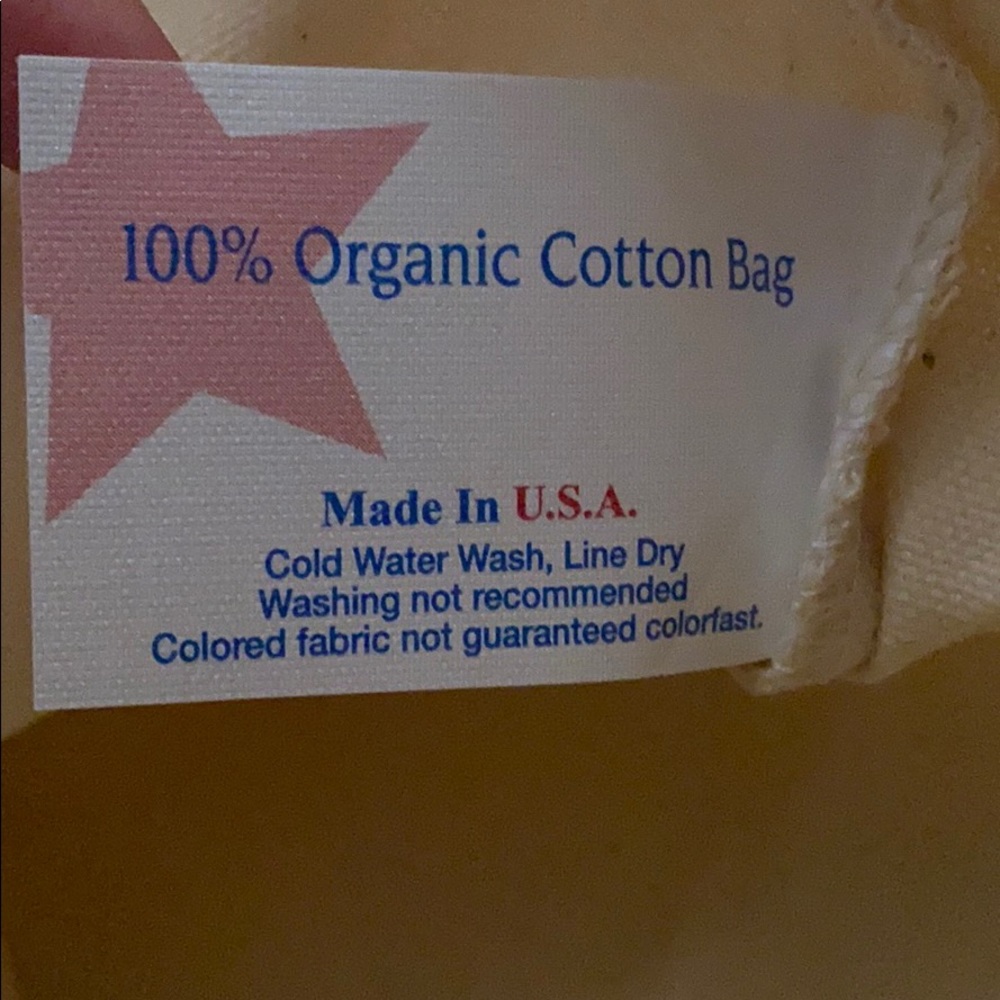 100% Organic Cotton Bag
Made In U.S.A.
Cold Water Wash, Line Dry
Washing not recommended
Colored fabric not guaranteed colorfast.